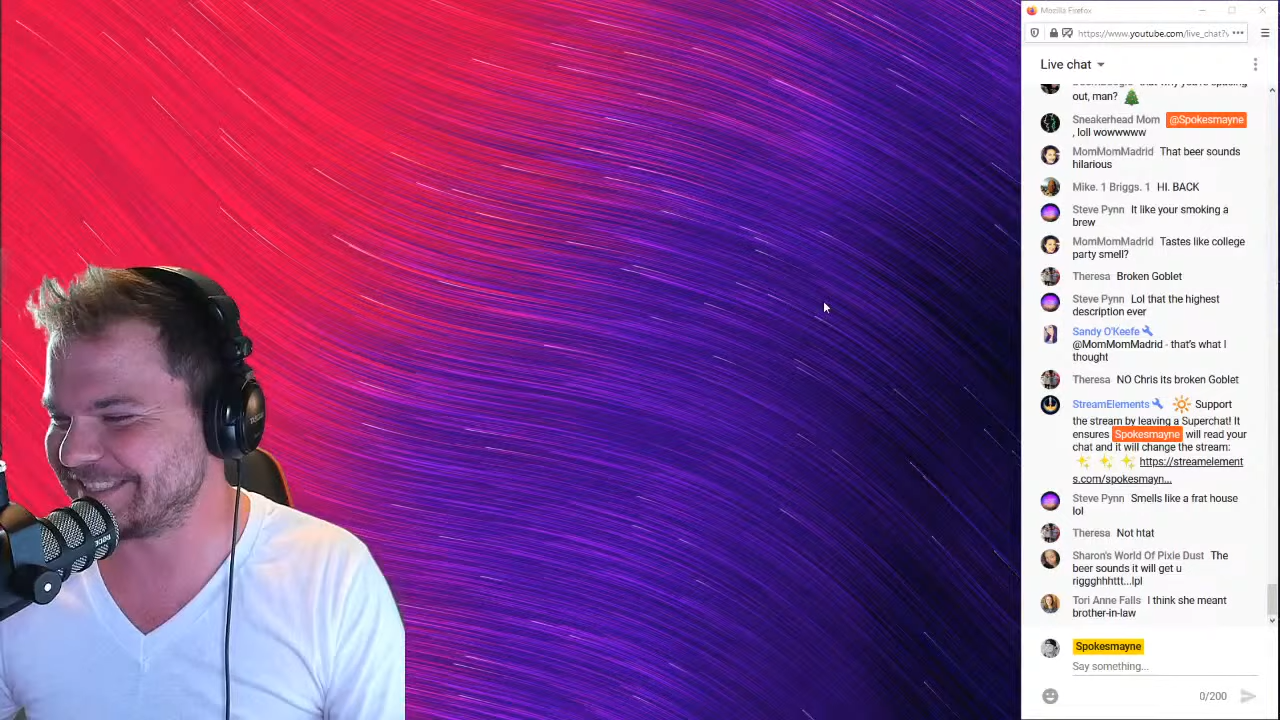 Mozilla Firefox
https://www.youtube.com/live_chat?v
Live chat
that why you're spacing
out, man?
Sneakerhead Mom @Spokesmayne
, loll wowwwww
MomMomMadrid That beer sounds
hilarious
Mike. 1 Briggs. 1 HI. BACK
Steve Pynn It like your smoking a
brew
MomMomMadrid Tastes like college
party smell?
Theresa Broken Goblet
Steve Pynn Lol that the highest
description ever
Sandy O'Keefe
@MomMomMadrid - that's what I
thought
Theresa NO Chris its broken Goblet
StreamElements Support
the stream by leaving a Superchat! It
ensures Spokesmayne will read your
chat and it will change the stream:
https://streamelement
s.com/spokesmayn...
Steve Pynn Smells like a frat house
lol
Theresa Not htat
Sharon's World Of Pixie Dust The
beer sounds it will get u
riggghhhttt...lpl
Tori Anne Falls I think she meant
brother-in-law
Spokesmayne
Say something...
0/200